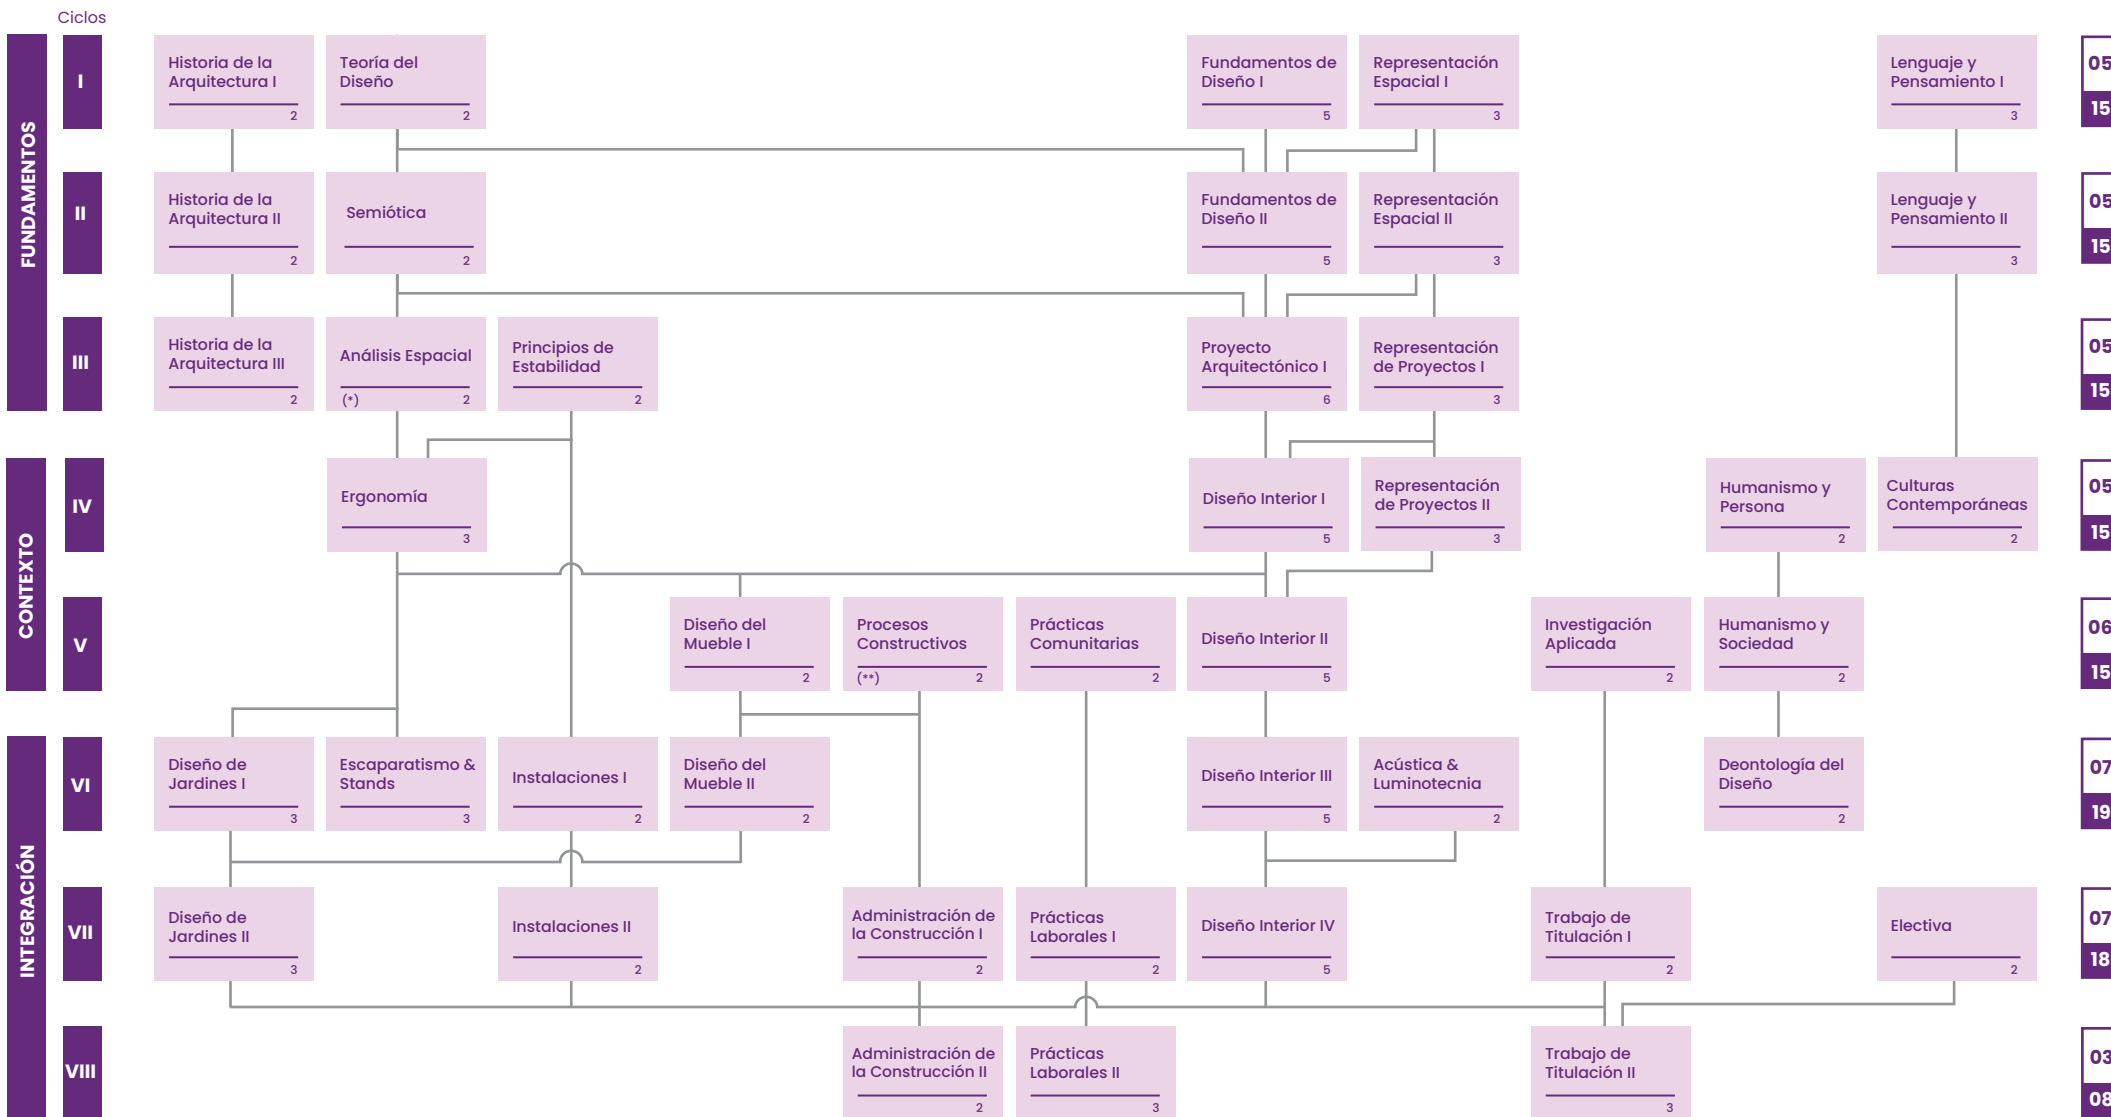 Ciclos
FUNDAMENTOS
I
Historia de la
Arquitectura I
2
Teoría del
Diseño
2
Fundamentos de
Diseño I
5
Representación
Espacial I
3
Lenguaje y
Pensamiento I
3
05
15
II
Historia de la
Arquitectura II
2
Semiótica
2
Fundamentos de
Diseño II
5
Representación
Espacial II
3
Lenguaje y
Pensamiento II
3
05
15
III
Historia de la
Arquitectura III
2
Análisis Espacial
(*)
2
Principios de
Estabilidad
2
Proyecto
Arquitectónico I
6
Representación
de Proyectos I
3
05
15
CONTEXTO
IV
Ergonomía
3
Diseño Interior I
5
Representación
de Proyectos II
3
Humanismo y
Persona
2
Culturas
Contemporáneas
2
05
15
V
Diseño del
Mueble I
2
Procesos
Constructivos
(**)
2
Prácticas
Comunitarias
2
Diseño Interior II
5
Investigación
Aplicada
2
Humanismo y
Sociedad
2
06
15
INTEGRACIÓN
VI
Diseño de
Jardines I
3
Escaparatismo &
Stands
3
Instalaciones I
2
Diseño del
Mueble II
2
Diseño Interior III
5
Acústica &
Luminotecnia
2
Deontología del
Diseño
2
07
19
VII
Diseño de
Jardines II
3
Instalaciones II
2
Administración de
la Construcción I
2
Prácticas
Laborales I
2
Diseño Interior IV
5
Trabajo de
Titulación I
2
Electiva
2
07
18
VIII
Administración de
la Construcción II
2
Prácticas
Laborales II
3
Trabajo de
Titulación II
3
03
08